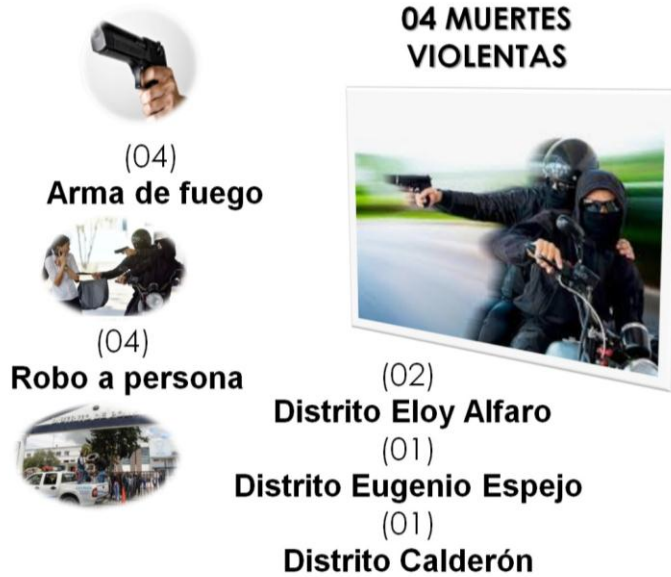 04 MUERTES
VIOLENTAS
(04)
Arma de fuego
(04)
Robo a persona
(02)
Distrito Eloy Alfaro
(01)
Distrito Eugenio Espejo
(01)
Distrito Calderón